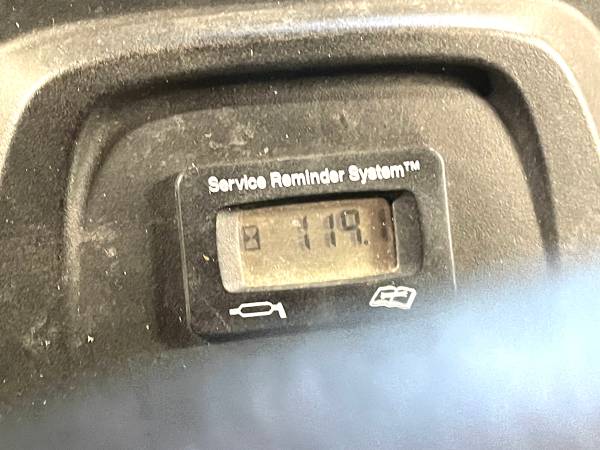 Service Reminder System™
119.1